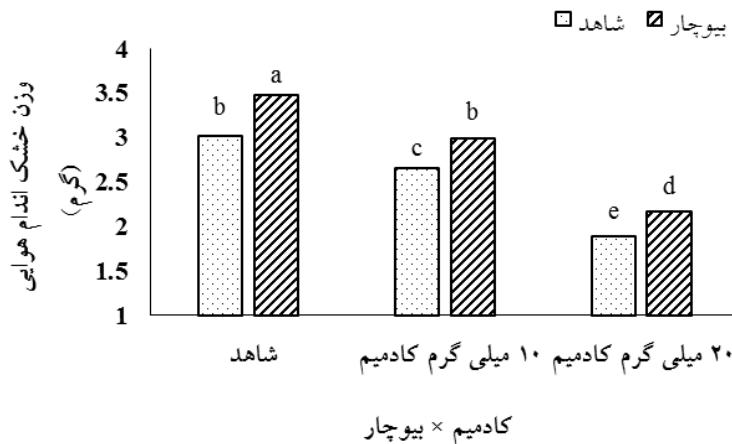 شاهد بیوچار
4
3.5
3
2.5
2
1.5
1
وزن خشک اندام هوایی
(گرم)
b
a
c
b
e
d
شاهد
۱۰ میلی گرم کادمیم
۲۰ میلی گرم کادمیم
کادمیم × بیوچار